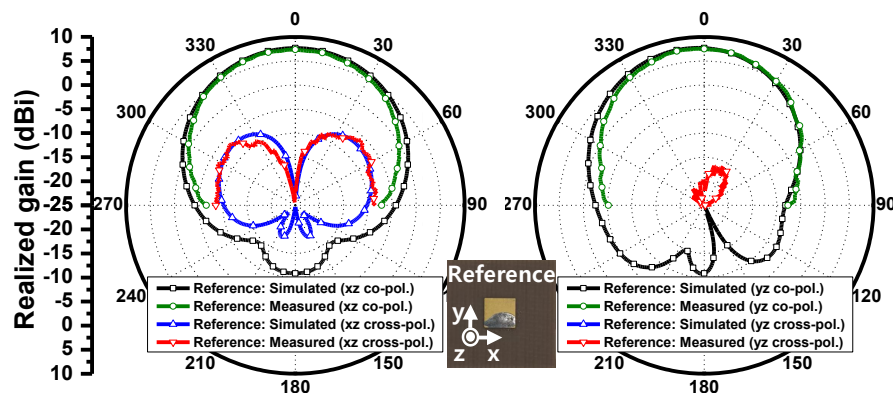 Realized gain (dBi)
10
5
0
-5
-10
-15
-20
-25
-20
-15
-10
-5
0
5
10
0
30
60
90
150
180
210
240
270
300
330
Reference: Simulated (xz co-pol.)
Reference: Measured (xz co-pol.)
Reference: Simulated (xz cross-pol.)
Reference: Measured (xz cross-pol.)
Reference
y
z
x
0
30
60
90
120
150
180
210
270
300
330
Reference: Simulated (yz co-pol.)
Reference: Measured (yz co-pol.)
Reference: Simulated (yz cross-pol.)
Reference: Measured (yz cross-pol.)